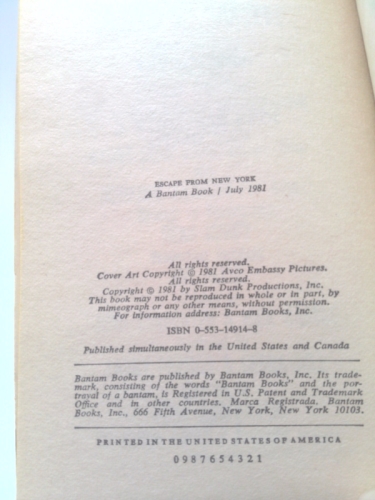 ESCAPE FROM NEW YORK
A Bantam Book / July 1981
All rights reserved.
Cover Art Copyright © 1981 Avco Embassy Pictures.
All rights reserved.
Copyright © 1981 by Slam Dunk Productions, Inc.
This book may not be reproduced in whole or in part, by
mimeograph or any other means, without permission.
For information address: Bantam Books, Inc.
ISBN 0-553-14914-8
Published simultaneously in the United States and Canada
Bantam Books are published by Bantam Books, Inc. Its trade-
mark, consisting of the words "Bantam Books" and the por-
trayal of a bantam, is Registered in U.S. Patent and Trademark
Office and in other countries. Marca Registrada. Bantam
Books, Inc., 666 Fifth Avenue, New York, New York 10103.
PRINTED IN THE UNITED STATES OF AMERICA
0 9 8 7 6 5 4 3 2 1